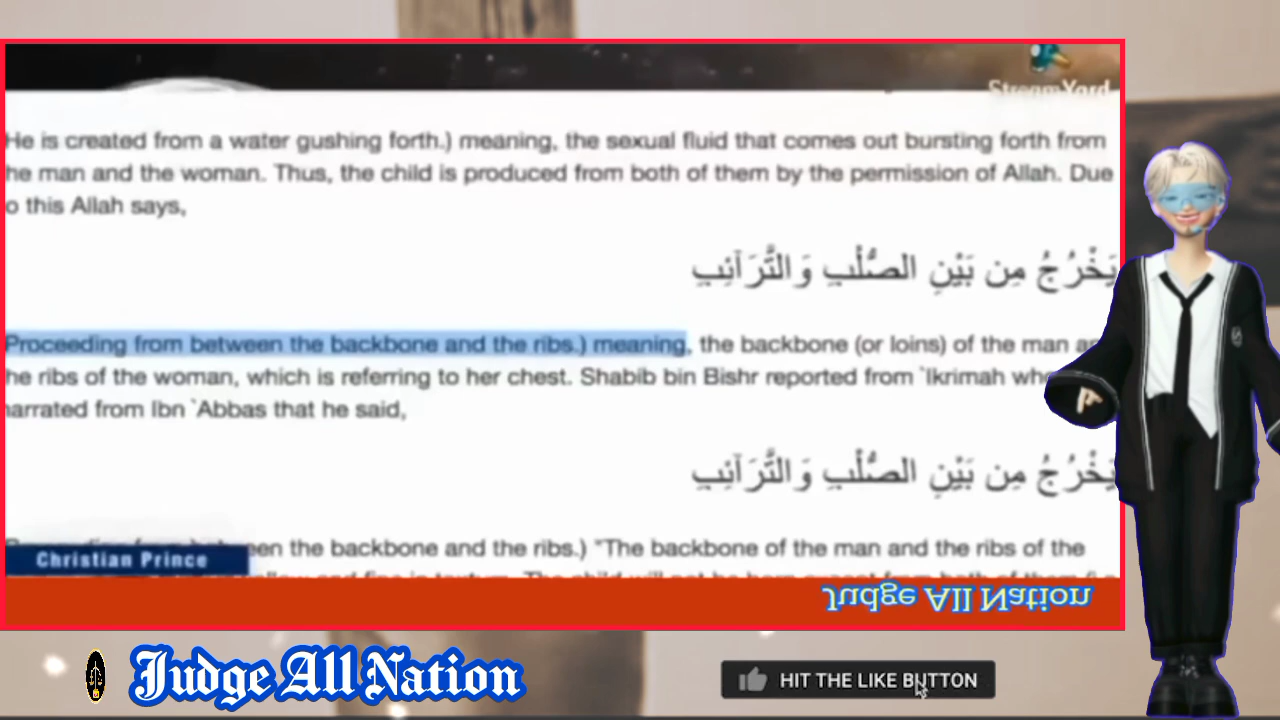 StreamYard
He is created from a water gushing forth.) meaning, the sexual fluid that comes out bursting forth from
he man and the woman. Thus, the child is produced from both of them by the permission of Allah. Due
o this Allah says,
يَخْرُجُ مِن بَيْنِ الصُّلْبِ وَالتَّرَآئِبِ
Proceeding from between the backbone and the ribs.) meaning, the backbone (or loins) of the man an
he ribs of the woman, which is referring to her chest. Shabib bin Bishr reported from `Ikrimah who
narrated from Ibn `Abbas that he said,
يَخْرُجُ مِن بَيْنِ الصُّلْبِ وَالتَّرَآئِبِ
between the backbone and the ribs.) "The backbone of the man and the ribs of the
Christian Prince
Judge All Nation
Judge All Nation
HIT THE LIKE BUTTON